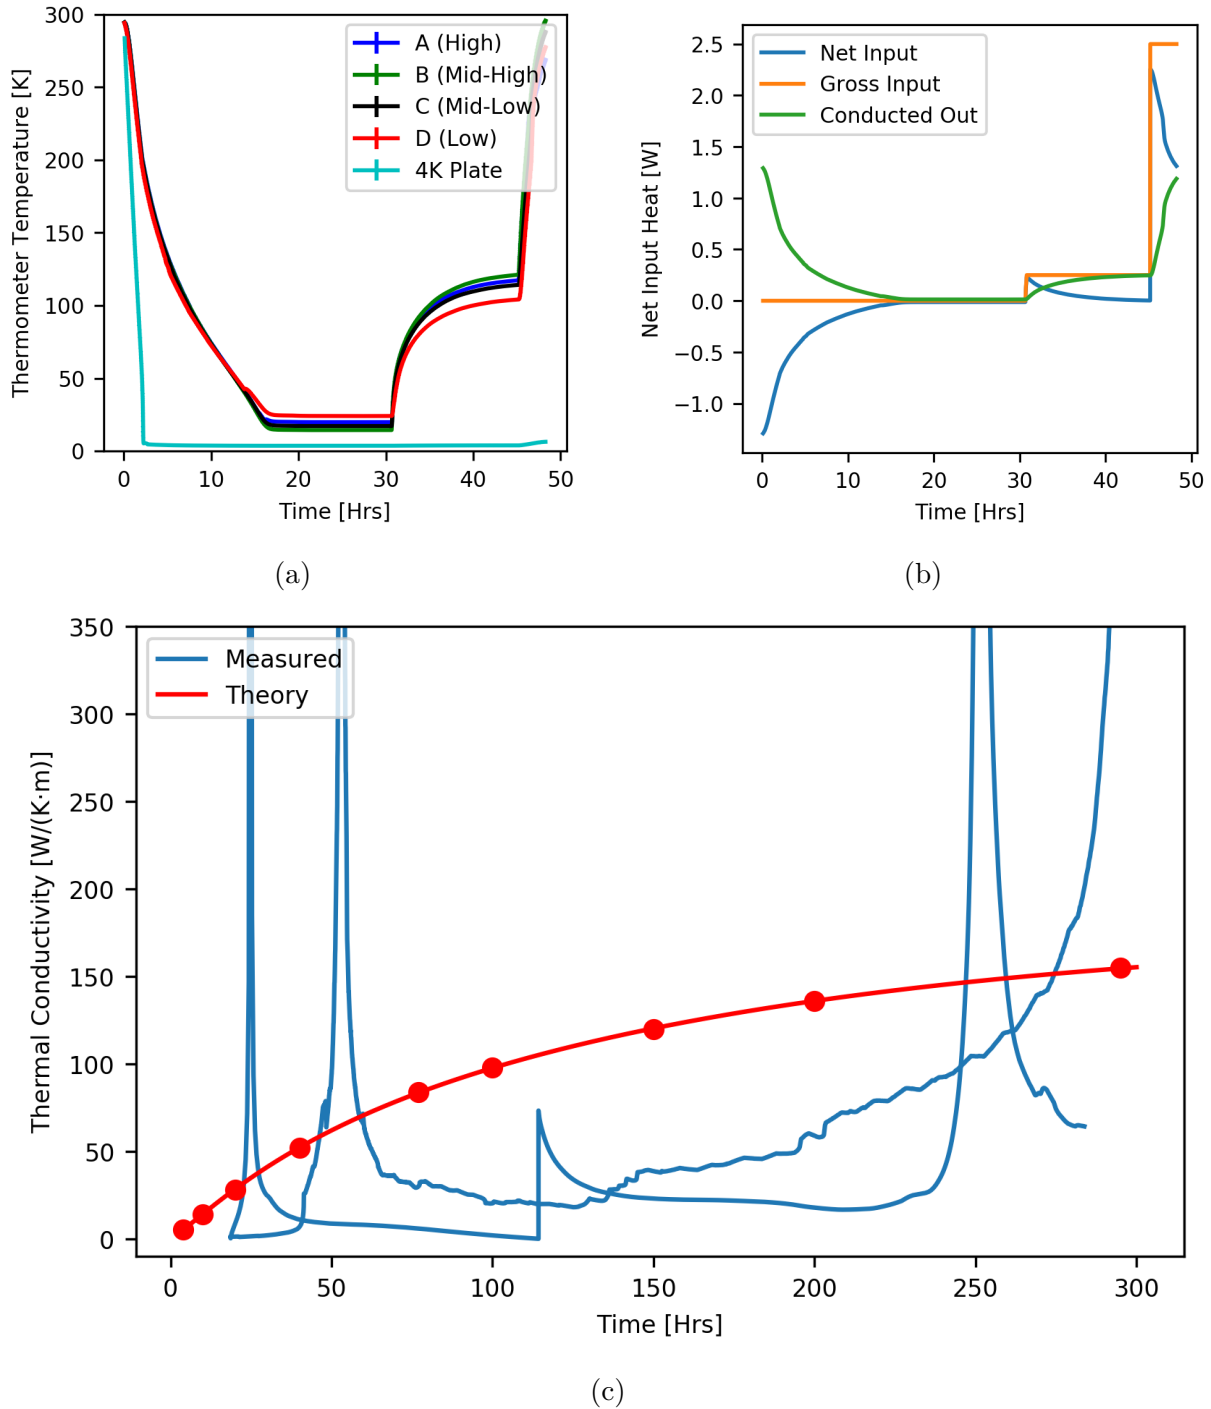 300
250
200
150
100
50
0
Thermometer Temperature [K]
A (High)
B (Mid-High)
C (Mid-Low)
D (Low)
4K Plate
0 10 20 30 40 50
Time [Hrs]
(a)
2.5
2.0
1.5
1.0
0.5
0.0
−0.5
−1.0
Net Input Heat [W]
Net Input
Gross Input
Conducted Out
0 10 20 30 40 50
Time [Hrs]
(b)
350
300
250
200
150
100
50
0
Thermal Conductivity [W/(K·m)]
Measured
Theory
0 50 100 150 200 250 300
Time [Hrs]
(c)